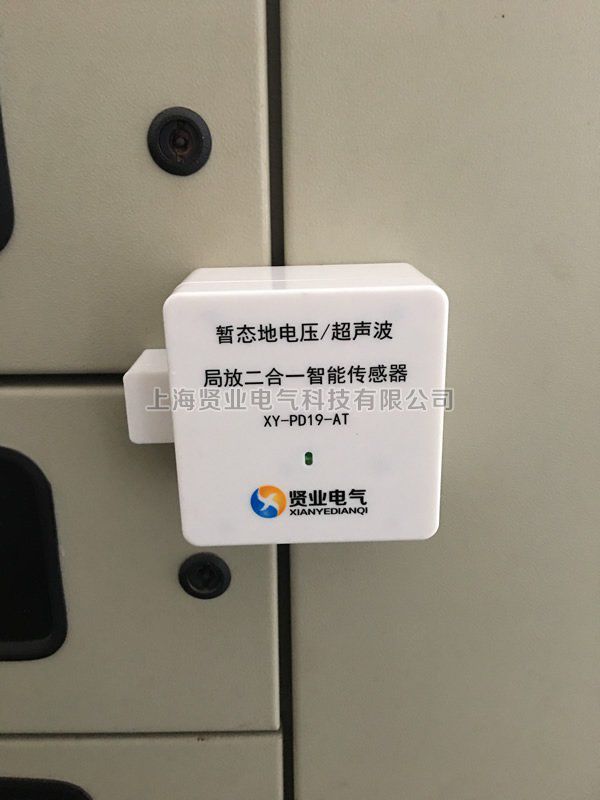 暂态地电压/超声波
局放二合一智能传感器
上海贤业电气科技有限公司
XY-PD19-AT
贤业电气
XIANYEDIANQI